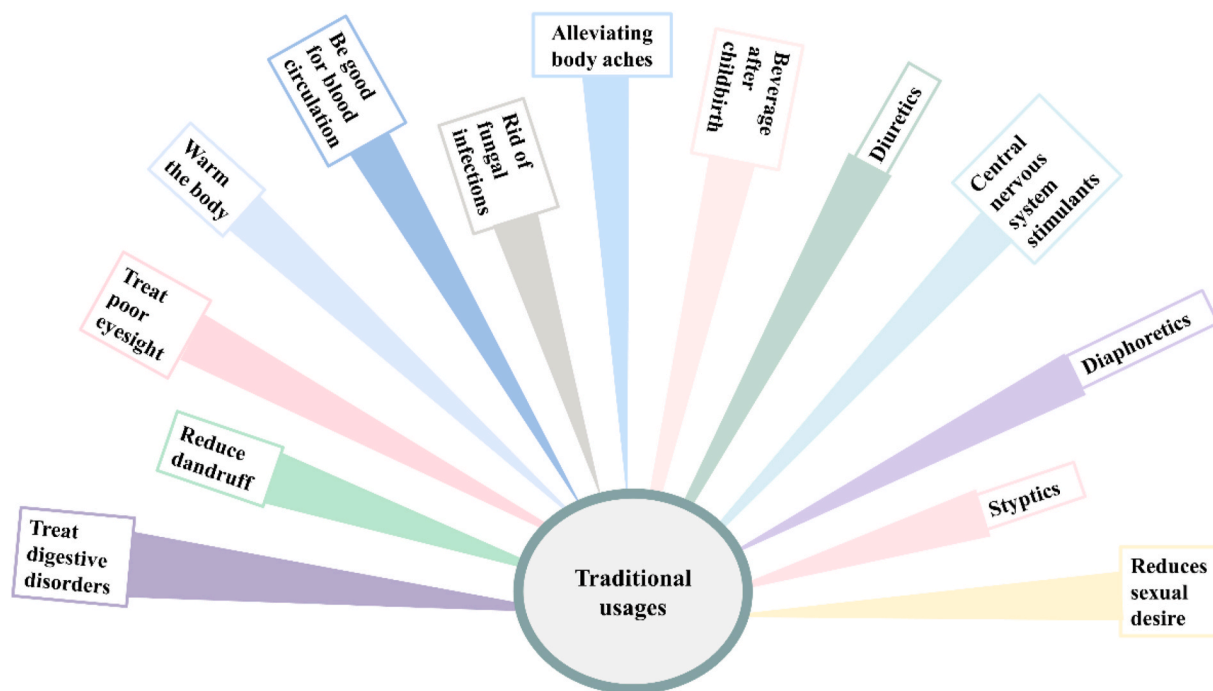 Treat
digestive
disorders
Reduce
dandruff
Treat
poor
eyesight
Warm
the body
Be good
for blood
circulation
Rid of
fungal
infections
Alleviating
body aches
Beverage
after
childbirth
Diuretics
Central
nervous
system
stimulants
Diaphoretics
Styptics
Reduces
sexual
desire
Traditional
usages